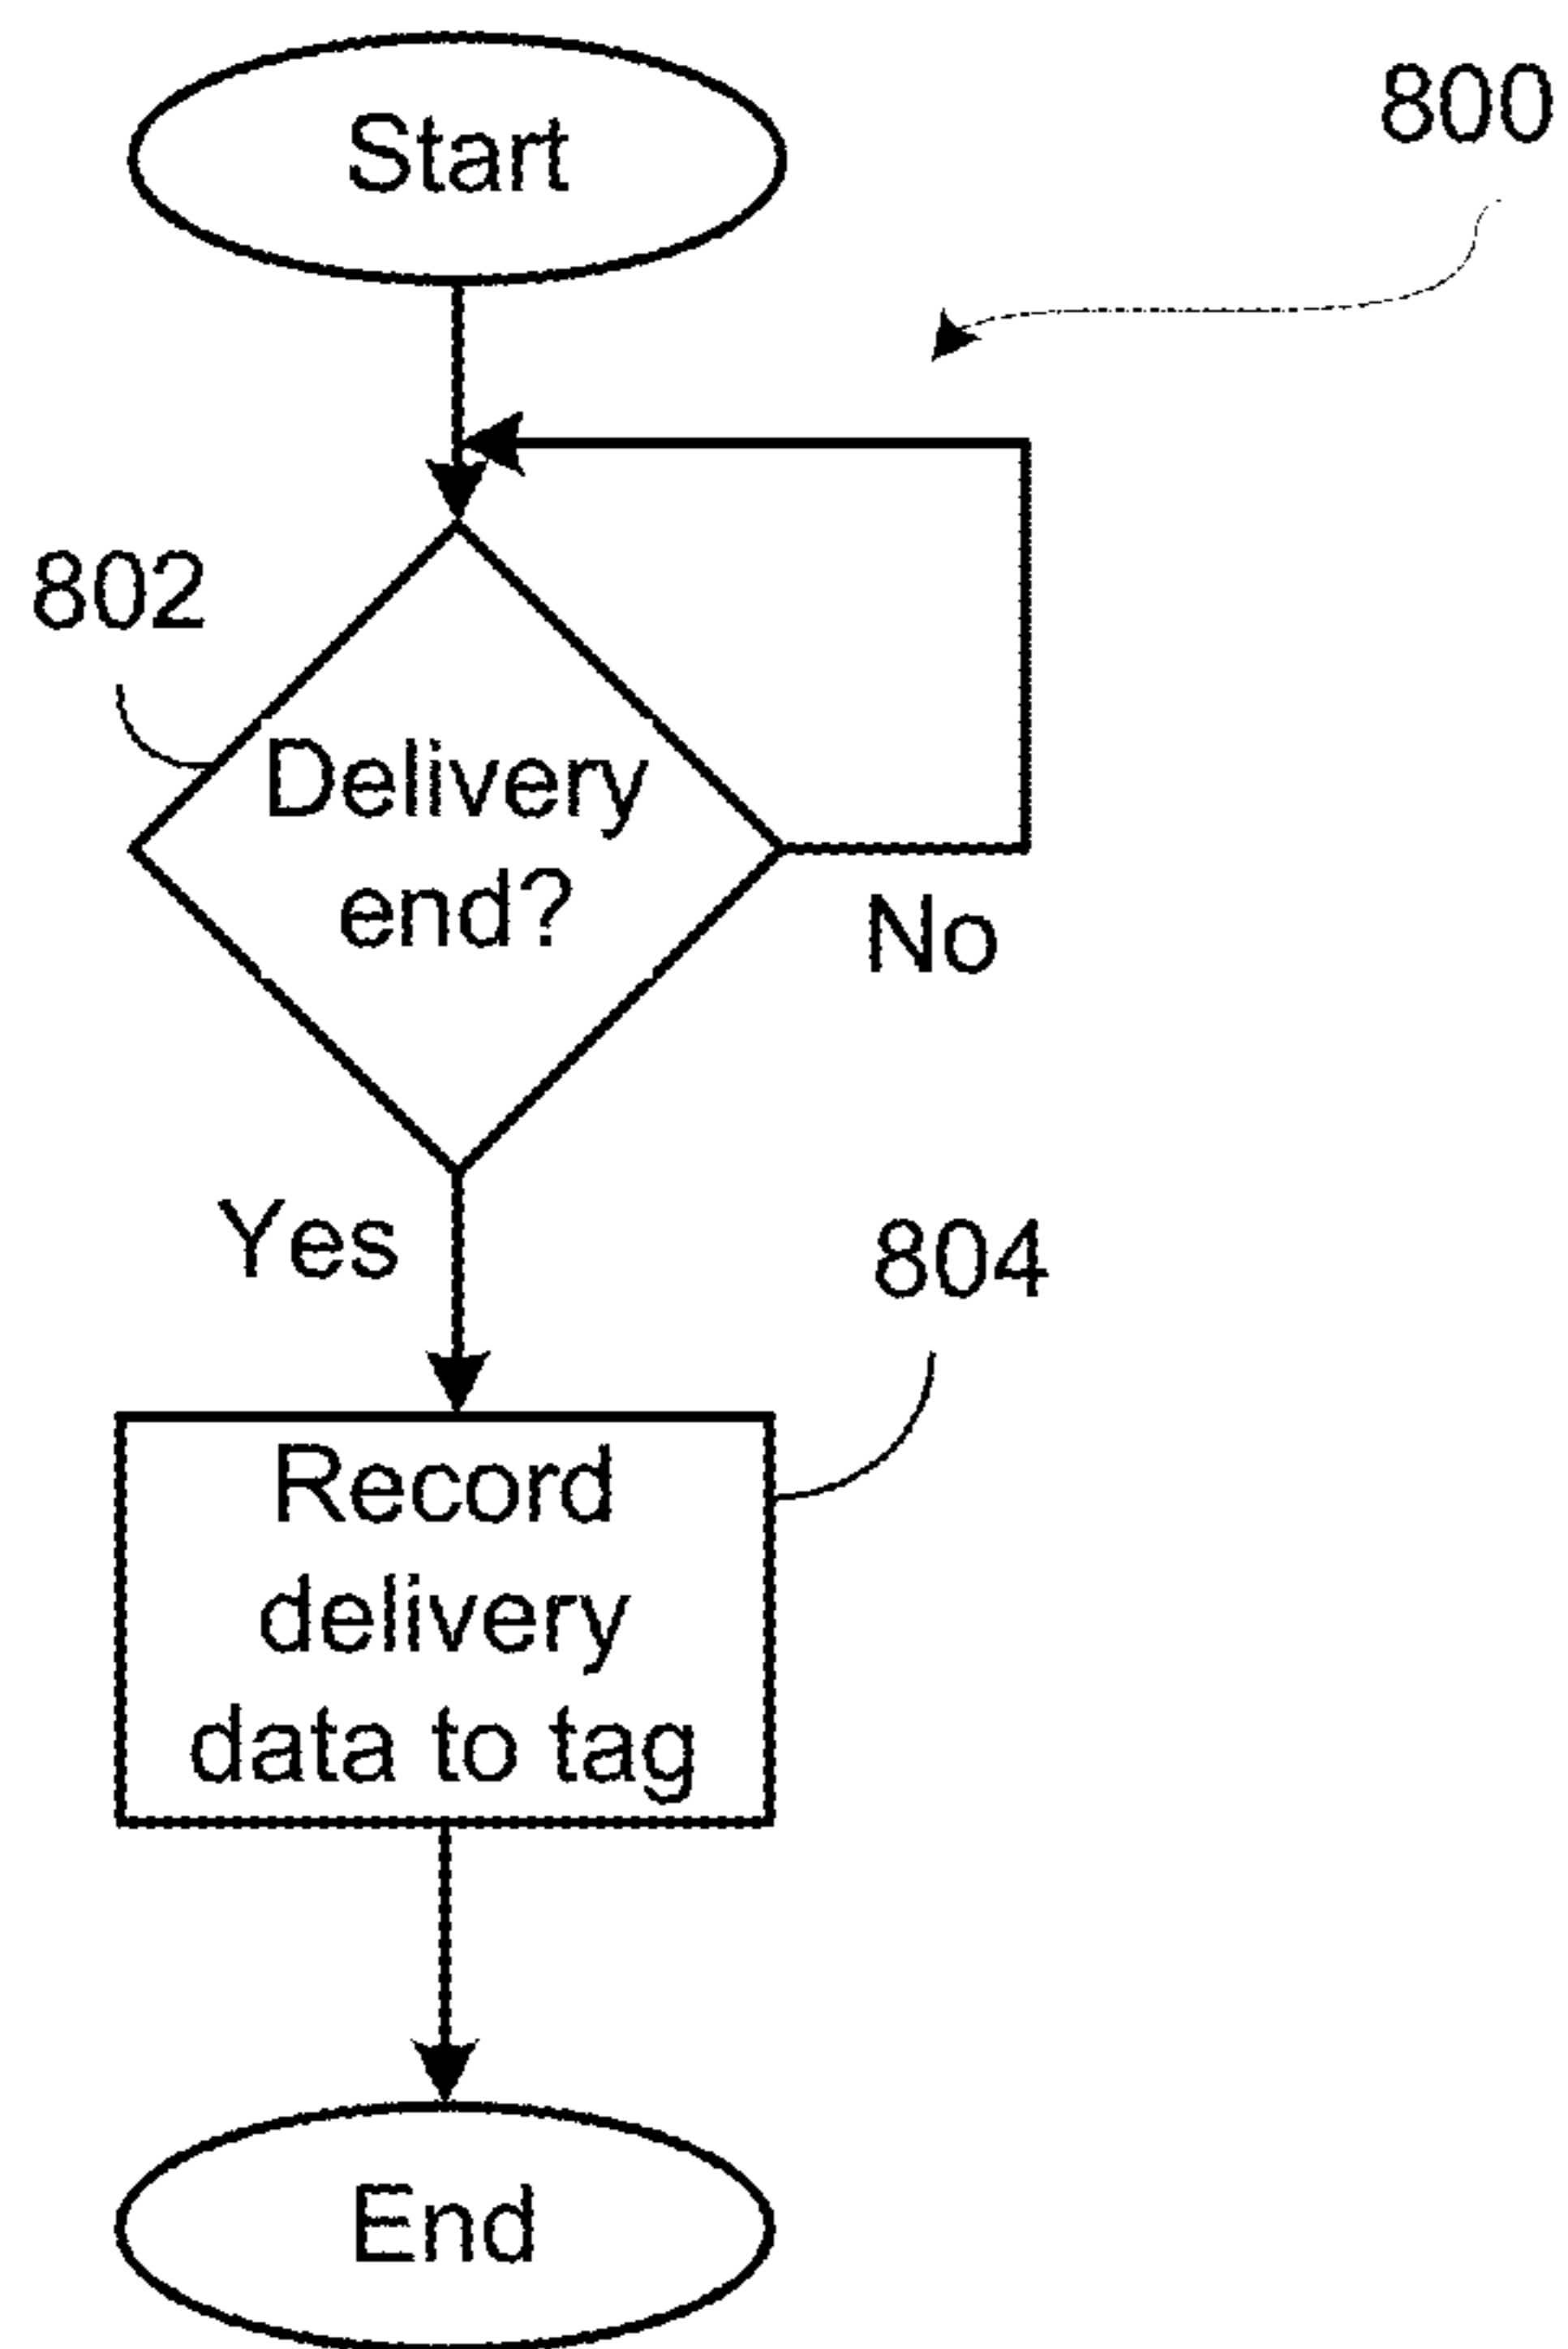 Start
800
802
Delivery
end?
No
Yes
804
Record
delivery
data to tag
End